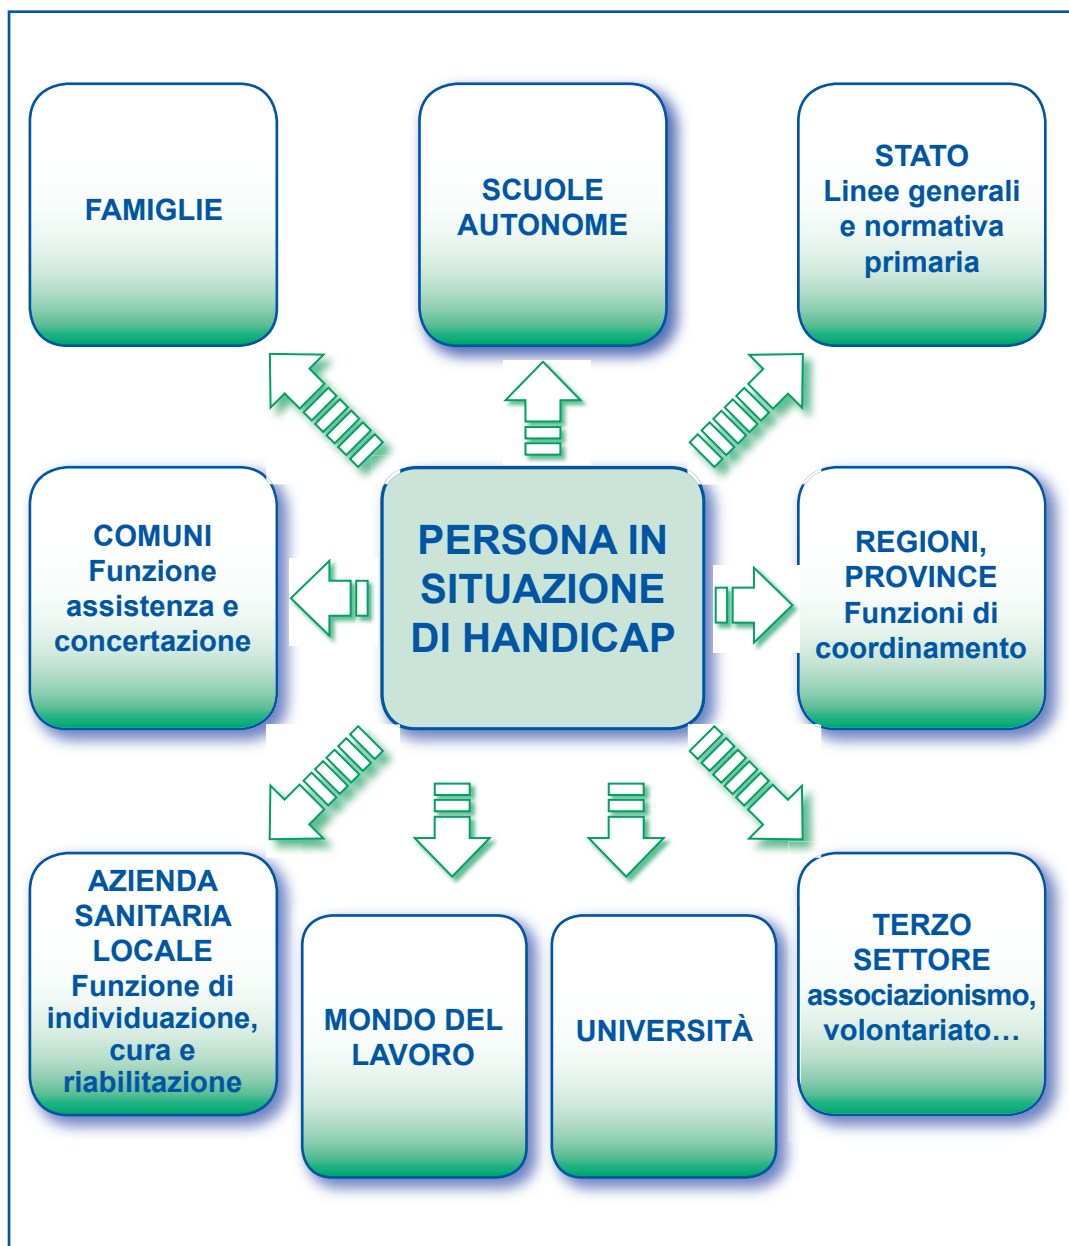 FAMIGLIE
SCUOLE
AUTONOME
STATO
Linee generali
e normativa
primaria
COMUNI
Funzione
assistenza e
concertazione
PERSONA IN
SITUAZIONE
DI HANDICAP
REGIONI,
PROVINCE
Funzioni di
coordinamento
AZIENDA
SANITARIA
LOCALE
Funzione di
individuazione,
cura e
riabilitazione
MONDO DEL
LAVORO
UNIVERSITÀ
TERZO
SETTORE
associazionismo,
volontariato…